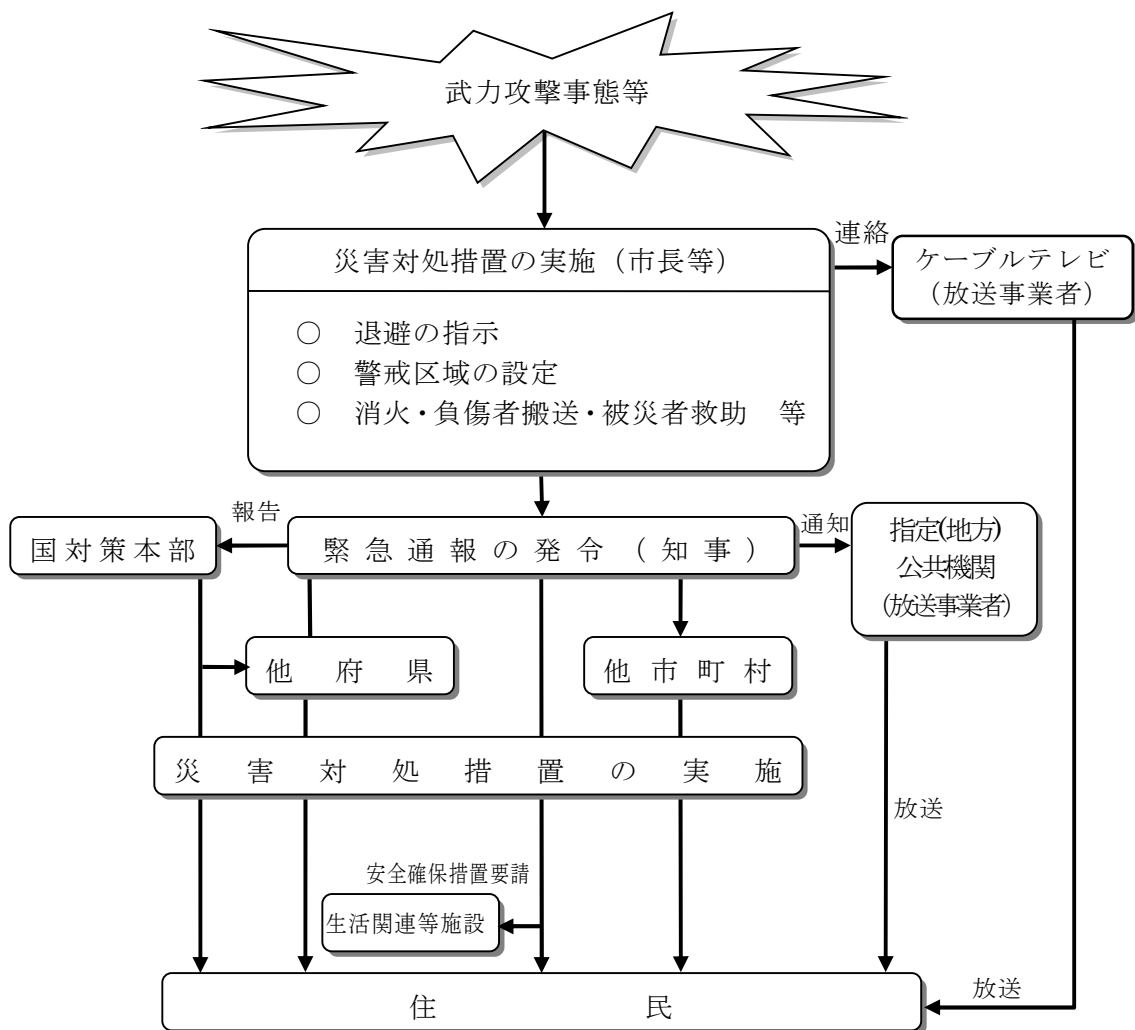 武力攻撃事態等
災害対処措置の実施（市長等）
連絡
ケーブルテレビ
（放送事業者）
○ 退避の指示
○ 警戒区域の設定
○ 消火・負傷者搬送・被災者救助 等
国対策本部
報告
緊急通報の発令（知事）
通知
指定(地方)
公共機関
(放送事業者)
他府県
他市町村
災害対処措置の実施
放送
安全確保措置要請
生活関連等施設
住民
放送